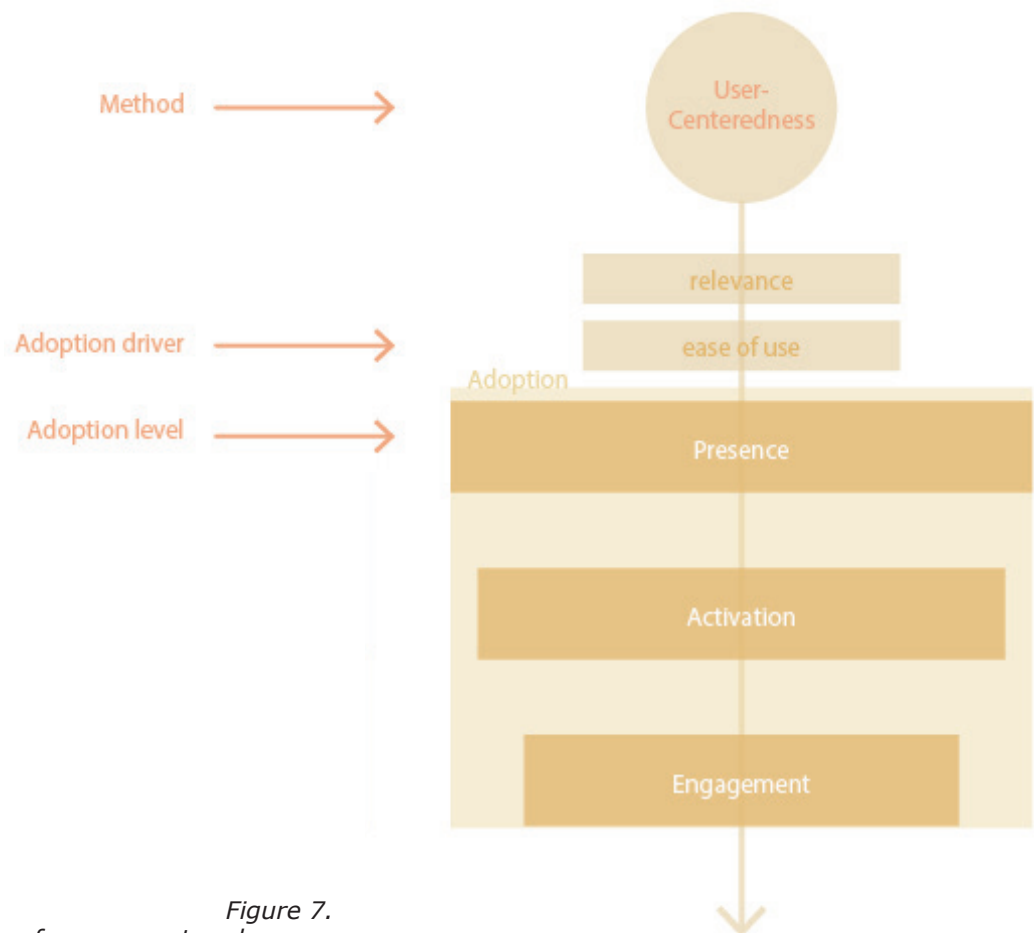 Method
User-
Centeredness
relevance
Adoption driver
ease of use
Adoption
Adoption level
Presence
Activation
Engagement
Figure 7.